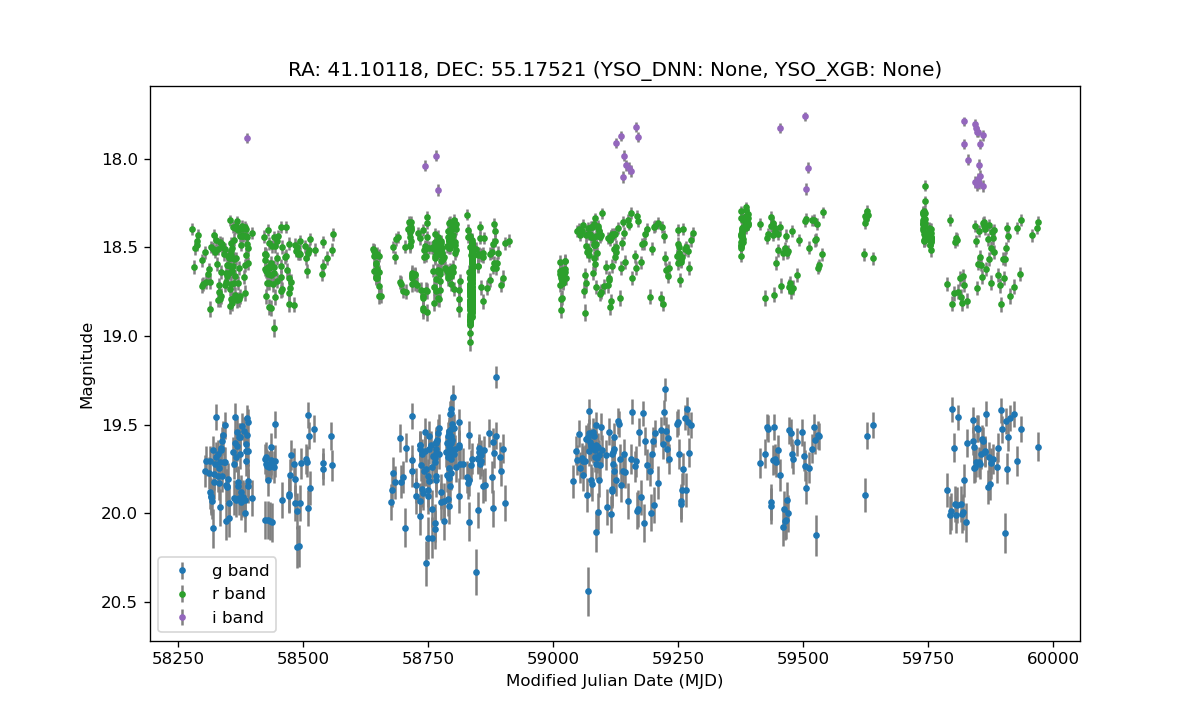 RA: 41.10118, DEC: 55.17521 (YSO_DNN: None, YSO_XGB: None)
18.0
18.5
19.0
19.5
20.0
20.5
Magnitude
g band
r band
i band
58250 58500 58750 59000 59250 59500 59750 60000
Modified Julian Date (MJD)